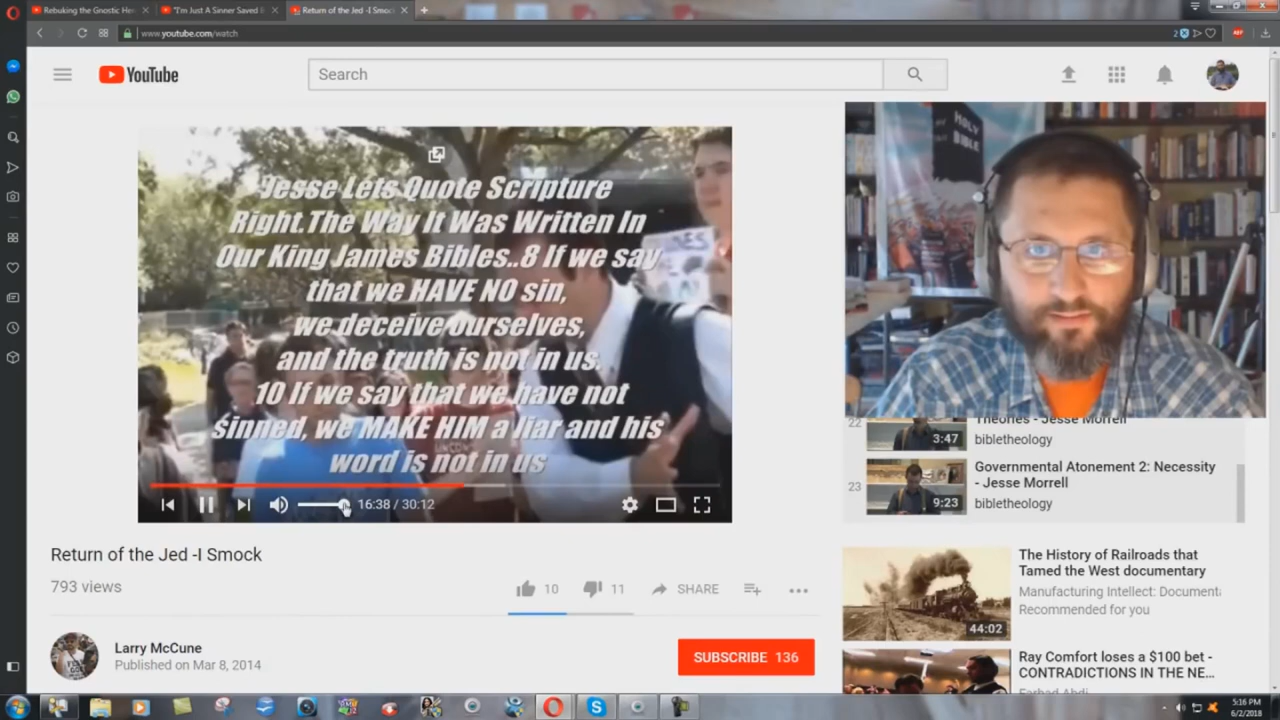 Rebuking the Gnostic Her
"I'm Just A Sinner Saved
Return of the Jed -I Smock
www.youtube.com/watch
2
ABP
YouTube
Search
HOLY
BIBLE
Jesse Lets Quote Scripture
Right.The Way It Was Written In
Our King James Bibles..8 If we say
that we HAVE NO sin,
we deceive ourselves,
and the truth is not in us.
10 If we say that we have not
sinned, we MAKE HIM a liar and his
word is not in us
16:38 / 30:12
22
Theories - Jesse Morrell
3:47
bibletheology
23
Governmental Atonement 2: Necessity
- Jesse Morrell
9:23
bibletheology
Return of the Jed -I Smock
793 views
10
11
SHARE
The History of Railroads that
Tamed the West documentary
Manufacturing Intellect: Document
Recommended for you
44:02
Larry McCune
Published on Mar 8, 2014
SUBSCRIBE 136
Ray Comfort loses a $100 bet -
CONTRADICTIONS IN THE NE...
Farhad Abdi
5:16 PM
6/2/2018